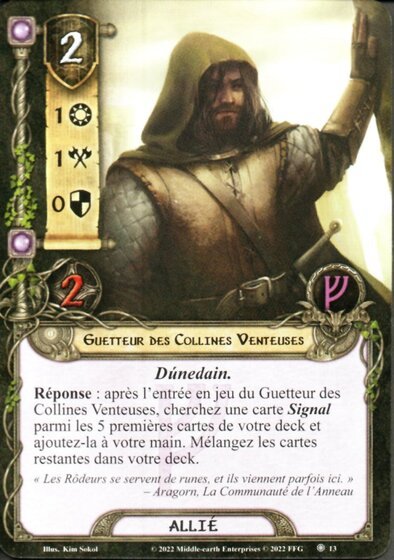 2
1
1
0
2
Guetteur des Collines Venteuses
Dúnedain.
Réponse : après l'entrée en jeu du Guetteur des
Collines Venteuses, cherchez une carte Signal
parmi les 5 premières cartes de votre deck et
ajoutez-la à votre main. Mélangez les cartes
restantes dans votre deck.
« Les Rôdeurs se servent de runes, et ils viennent parfois ici. »
– Aragorn, La Communauté de l'Anneau
Allié
Illus. Kim Sokol © 2022 Middle-earth Enterprises © 2022 FFG 13